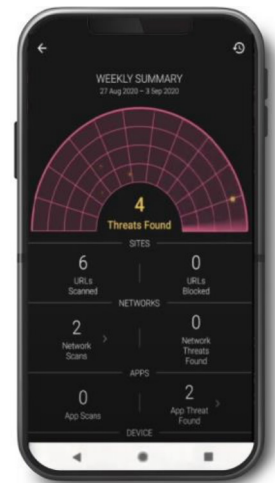 WEEKLY SUMMARY
27 Aug 2020 – 3 Sep 2020
4
Threats Found
SITES
6
URLs
Scanned
0
URLs
Blocked
NETWORKS
2
Network
Scans
0
Network
Threats
Found
APPS
0
App Scans
2
App Threat
Found
DEVICE